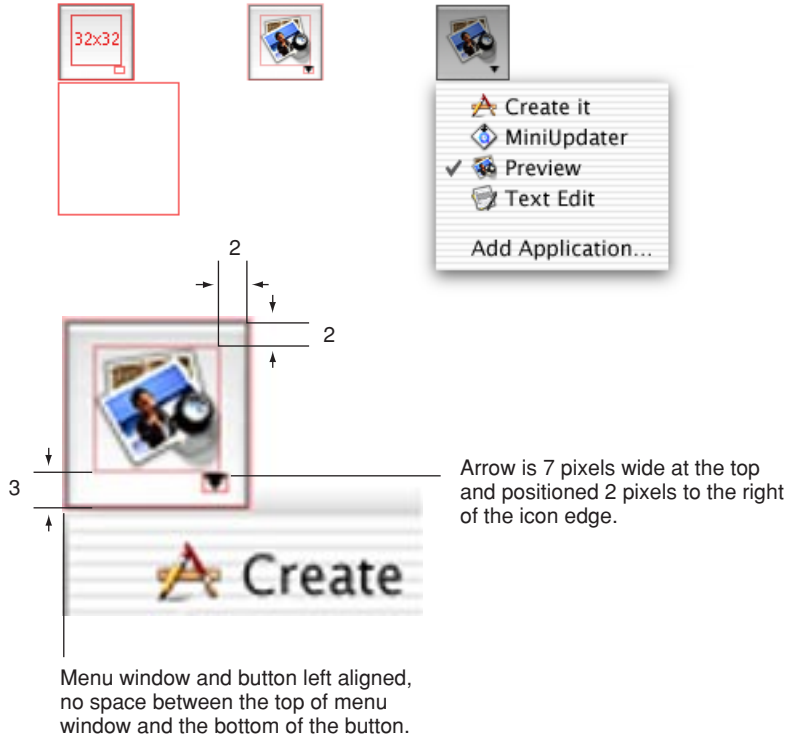 32x32
Create it
MiniUpdater
✓ Preview
Text Edit
Add Application...
2
2
3
Arrow is 7 pixels wide at the top
and positioned 2 pixels to the right
of the icon edge.
Create
Menu window and button left aligned,
no space between the top of menu
window and the bottom of the button.